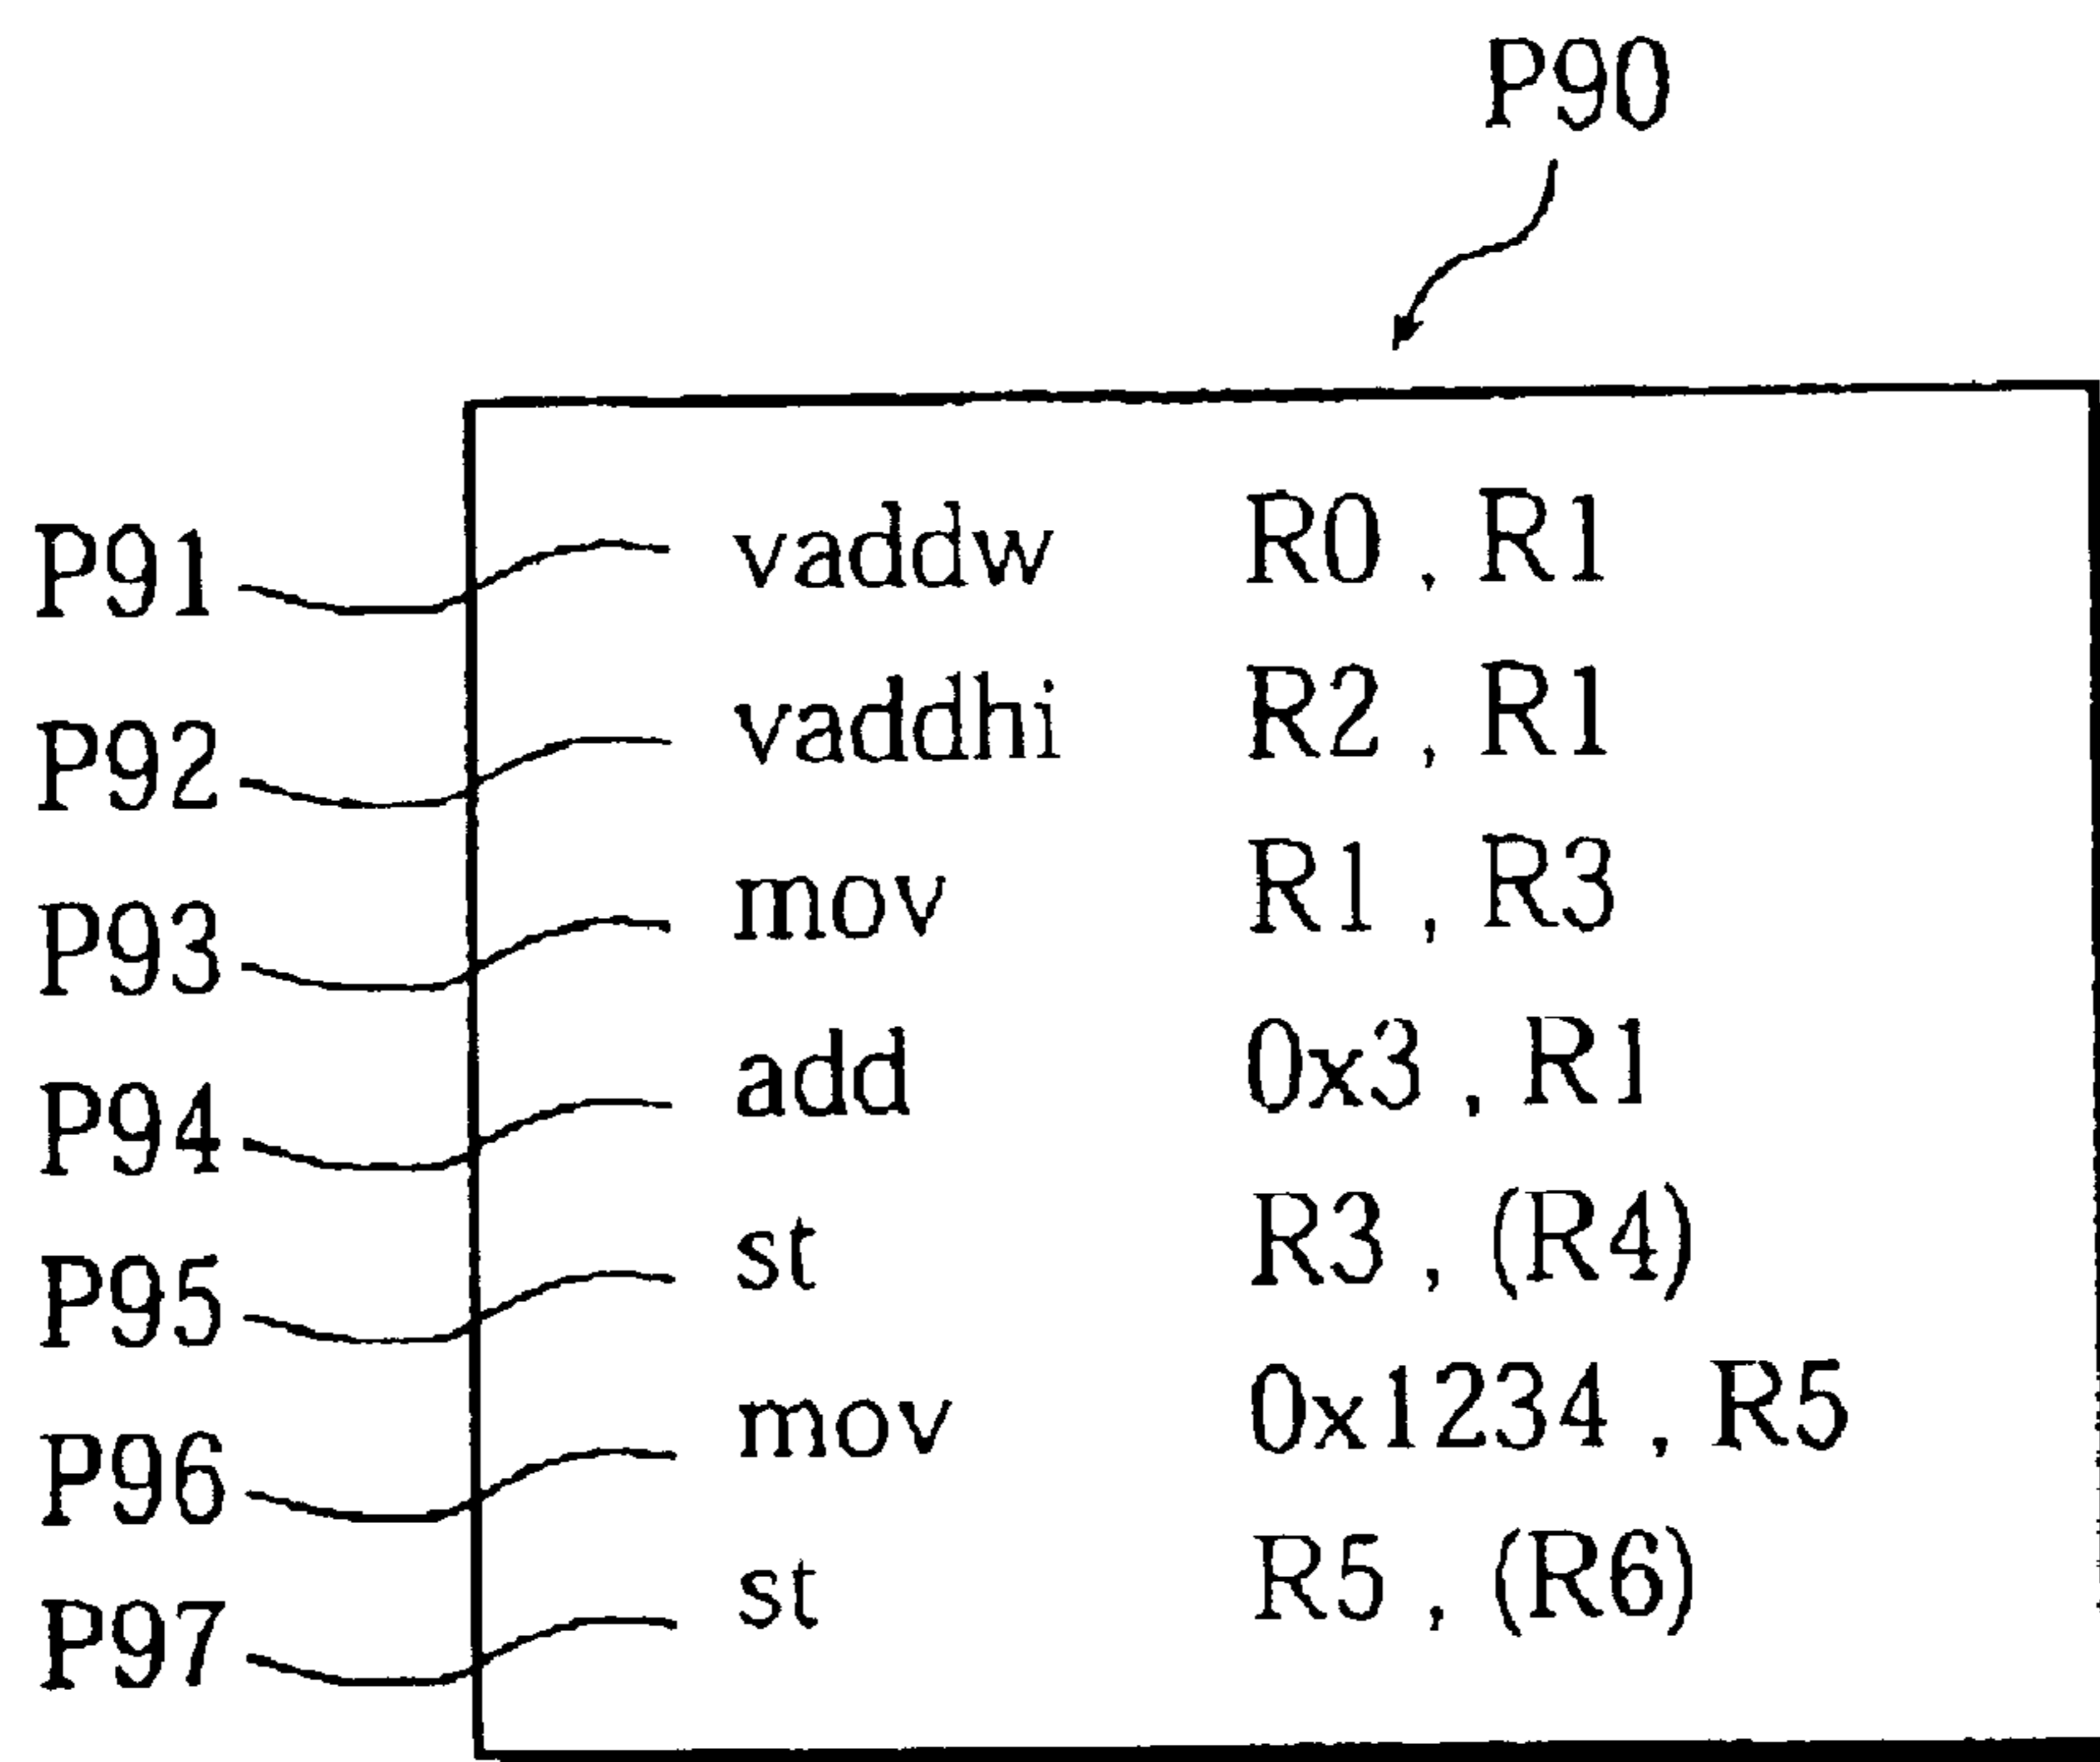 P90
P91 vaddw R0 , R1
P92 vaddhi R2 , R1
P93 mov R1 , R3
P94 add 0x3 , R1
P95 st R3 , (R4)
P96 mov 0x1234 , R5
P97 st R5 , (R6)